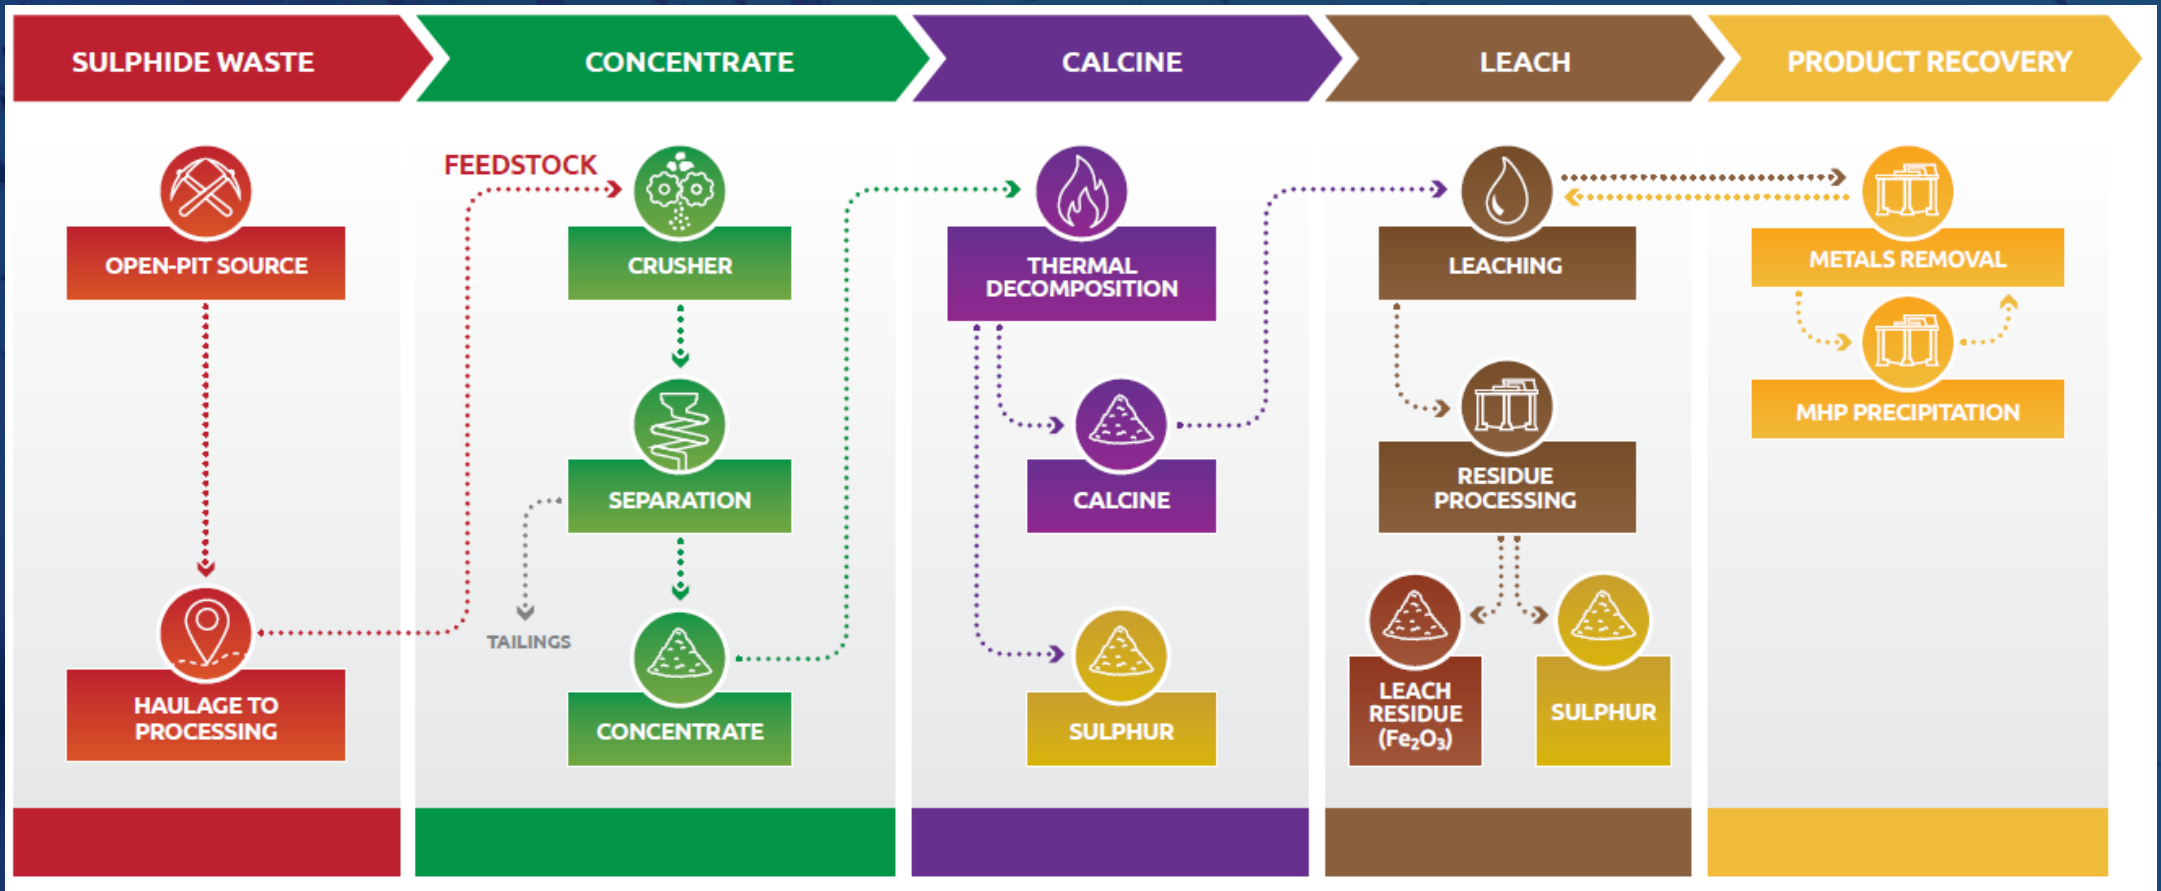 SULPHIDE WASTE
CONCENTRATE
CALCINE
LEACH
PRODUCT RECOVERY
OPEN-PIT SOURCE
HAULAGE TO
PROCESSING
FEEDSTOCK
CRUSHER
SEPARATION
TAILINGS
CONCENTRATE
THERMAL
DECOMPOSITION
CALCINE
SULPHUR
LEACHING
RESIDUE
PROCESSING
LEACH
RESIDUE
(Fe₂O₃)
SULPHUR
METALS REMOVAL
MHP PRECIPITATION